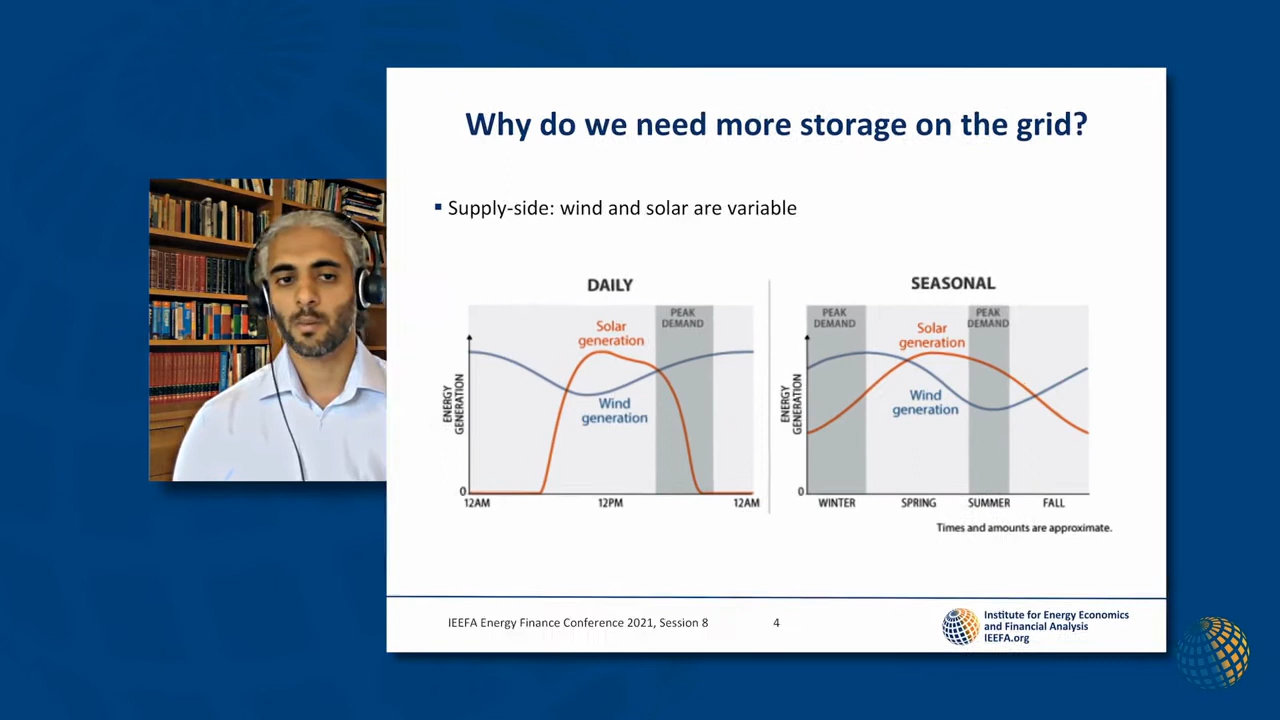 Why do we need more storage on the grid?
▪ Supply-side: wind and solar are variable
DAILY
PEAK
DEMAND
Solar
generation
Wind
generation
ENERGY
GENERATION
0
12AM
12PM
12AM
SEASONAL
PEAK
DEMAND
Solar
generation
PEAK
DEMAND
Wind
generation
ENERGY
GENERATION
0
WINTER
SPRING
SUMMER
FALL
Times and amounts are approximate.
IEEFA Energy Finance Conference 2021, Session 8
4
Institute for Energy Economics
and Financial Analysis
IEEFA.org